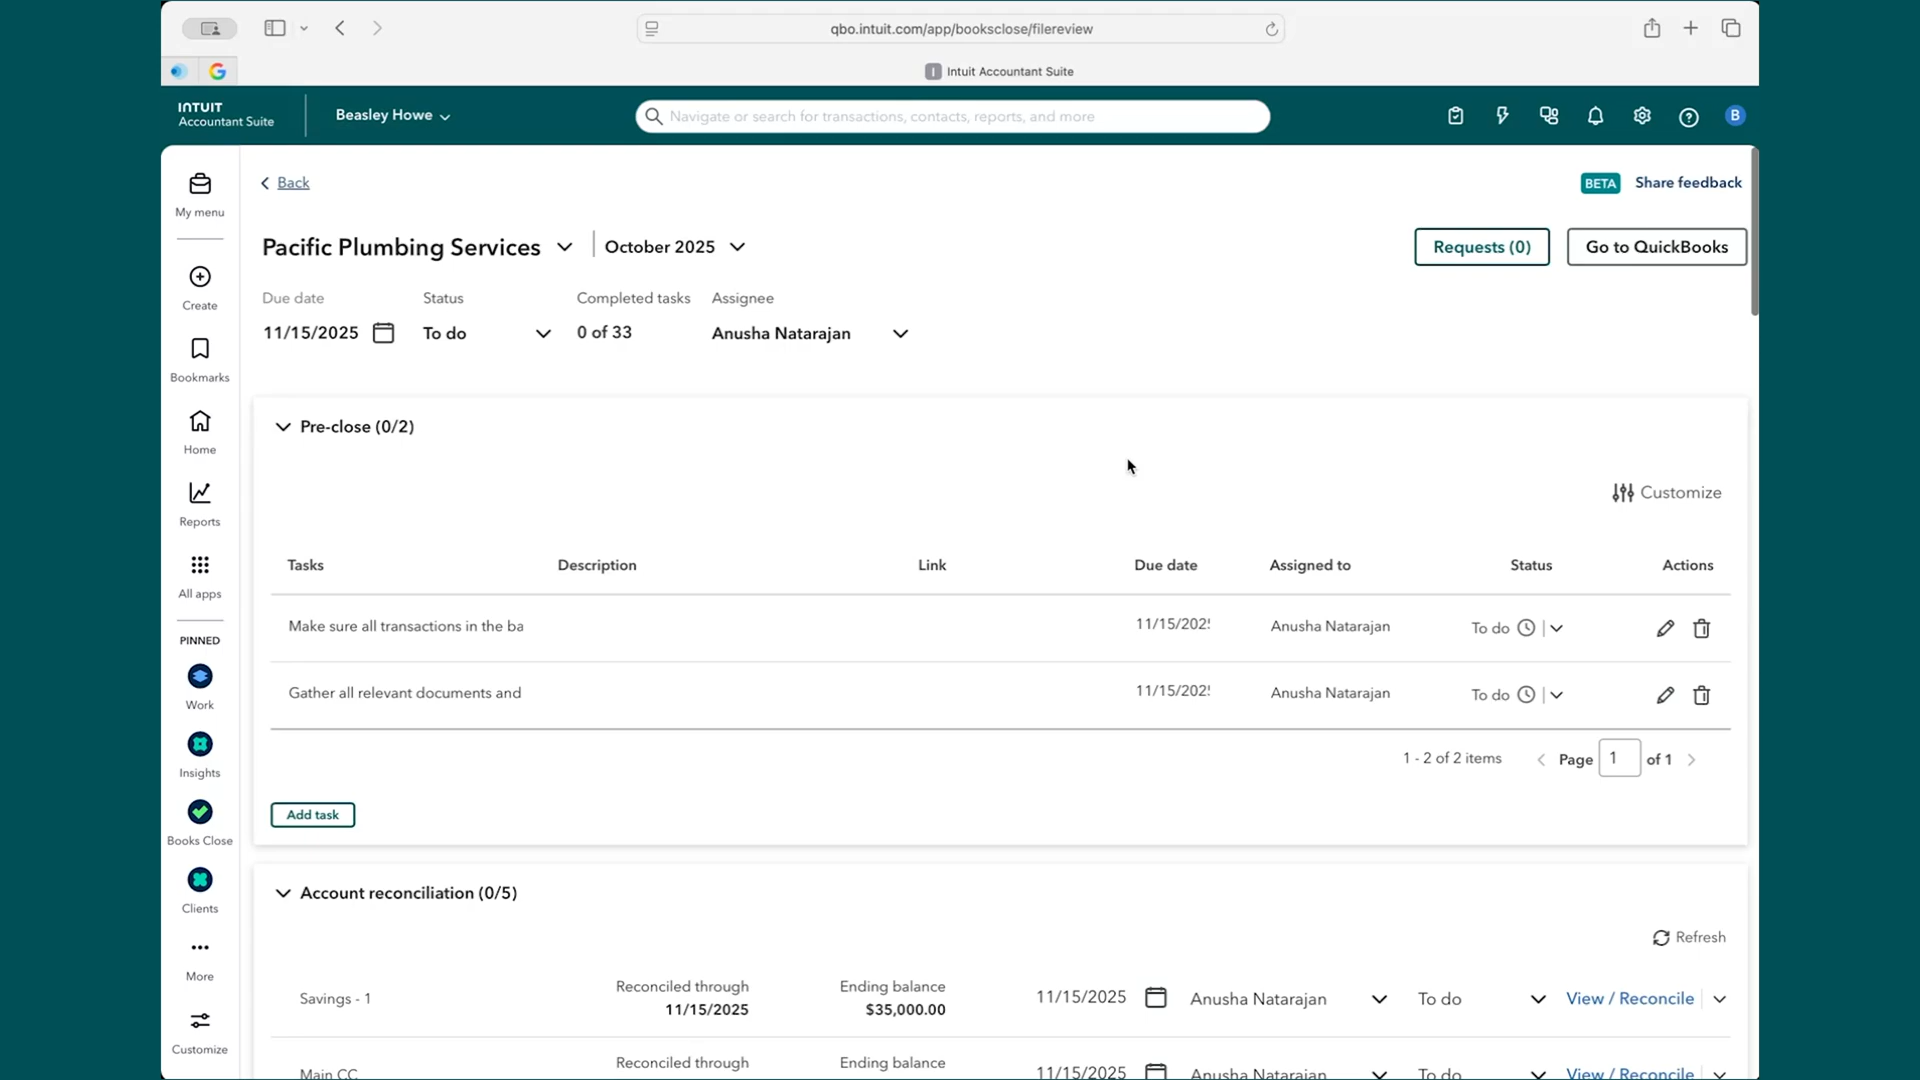 qbo.intuit.com/app/booksclose/filereview
Intuit Accountant Suite
INTUIT
Accountant Suite
Beasley Howe
Navigate or search for transactions, contacts, reports, and more
B
My menu
Create
Bookmarks
Home
Reports
All apps
PINNED
Work
Insights
Books Close
Clients
More
Customize
Back
BETA Share feedback
Pacific Plumbing Services October 2025
Requests (0) Go to QuickBooks
Due date Status Completed tasks Assignee
11/15/2025 To do 0 of 33 Anusha Natarajan
Pre-close (0/2)
Customize
Tasks Description Link Due date Assigned to Status Actions
Make sure all transactions in the ba 11/15/202 Anusha Natarajan To do
Gather all relevant documents and 11/15/202 Anusha Natarajan To do
1 - 2 of 2 items Page 1 of 1
Add task
Account reconciliation (0/5)
Refresh
Savings - 1 Reconciled through 11/15/2025 Ending balance $35,000.00 11/15/2025 Anusha Natarajan To do View / Reconcile
Main CC Reconciled through Ending balance 11/15/2025 Anusha Natarajan To do View / Reconcile